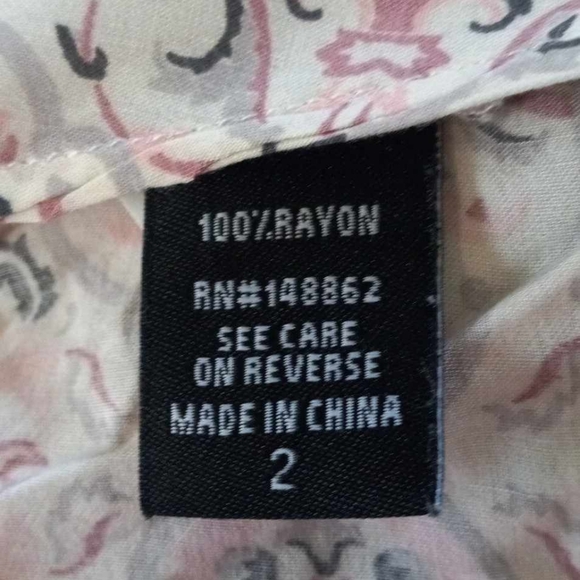 100%RAYON
RN#148862
SEE CARE
ON REVERSE
MADE IN CHINA
2